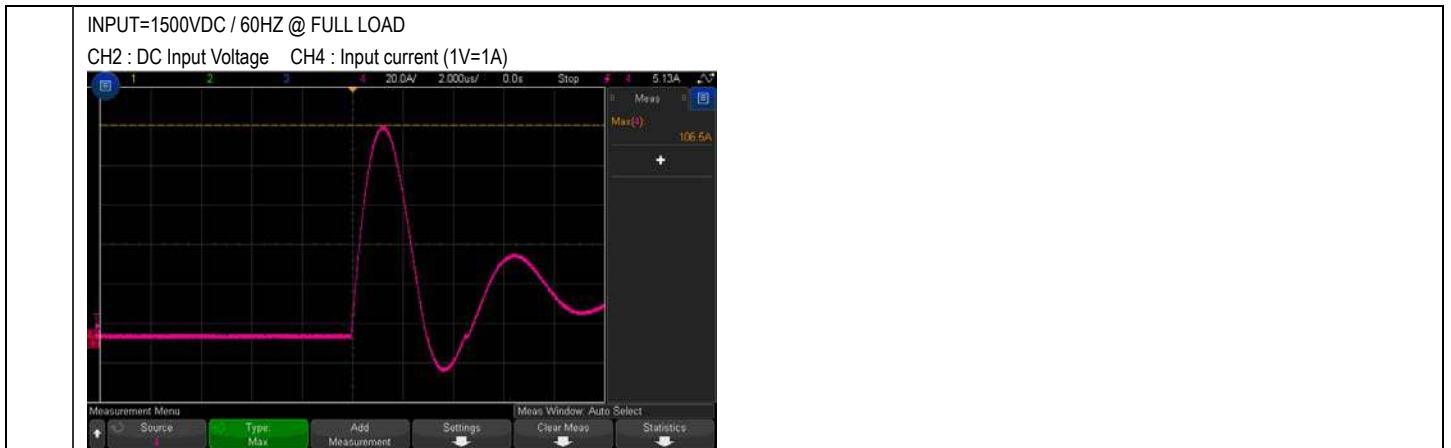 INPUT=1500VDC / 60HZ @ FULL LOAD
CH2 : DC Input Voltage CH4 : Input current (1V=1A)
1 2 3 4 20.0A/ 2.000us/ 0.0s Stop 4 5.13A
Meas
Max(4):
106.5A
+
Measurement Menu Meas Window: Auto Select
Source
4 Type:
Max Add
Measurement Settings Clear Meas Statistics